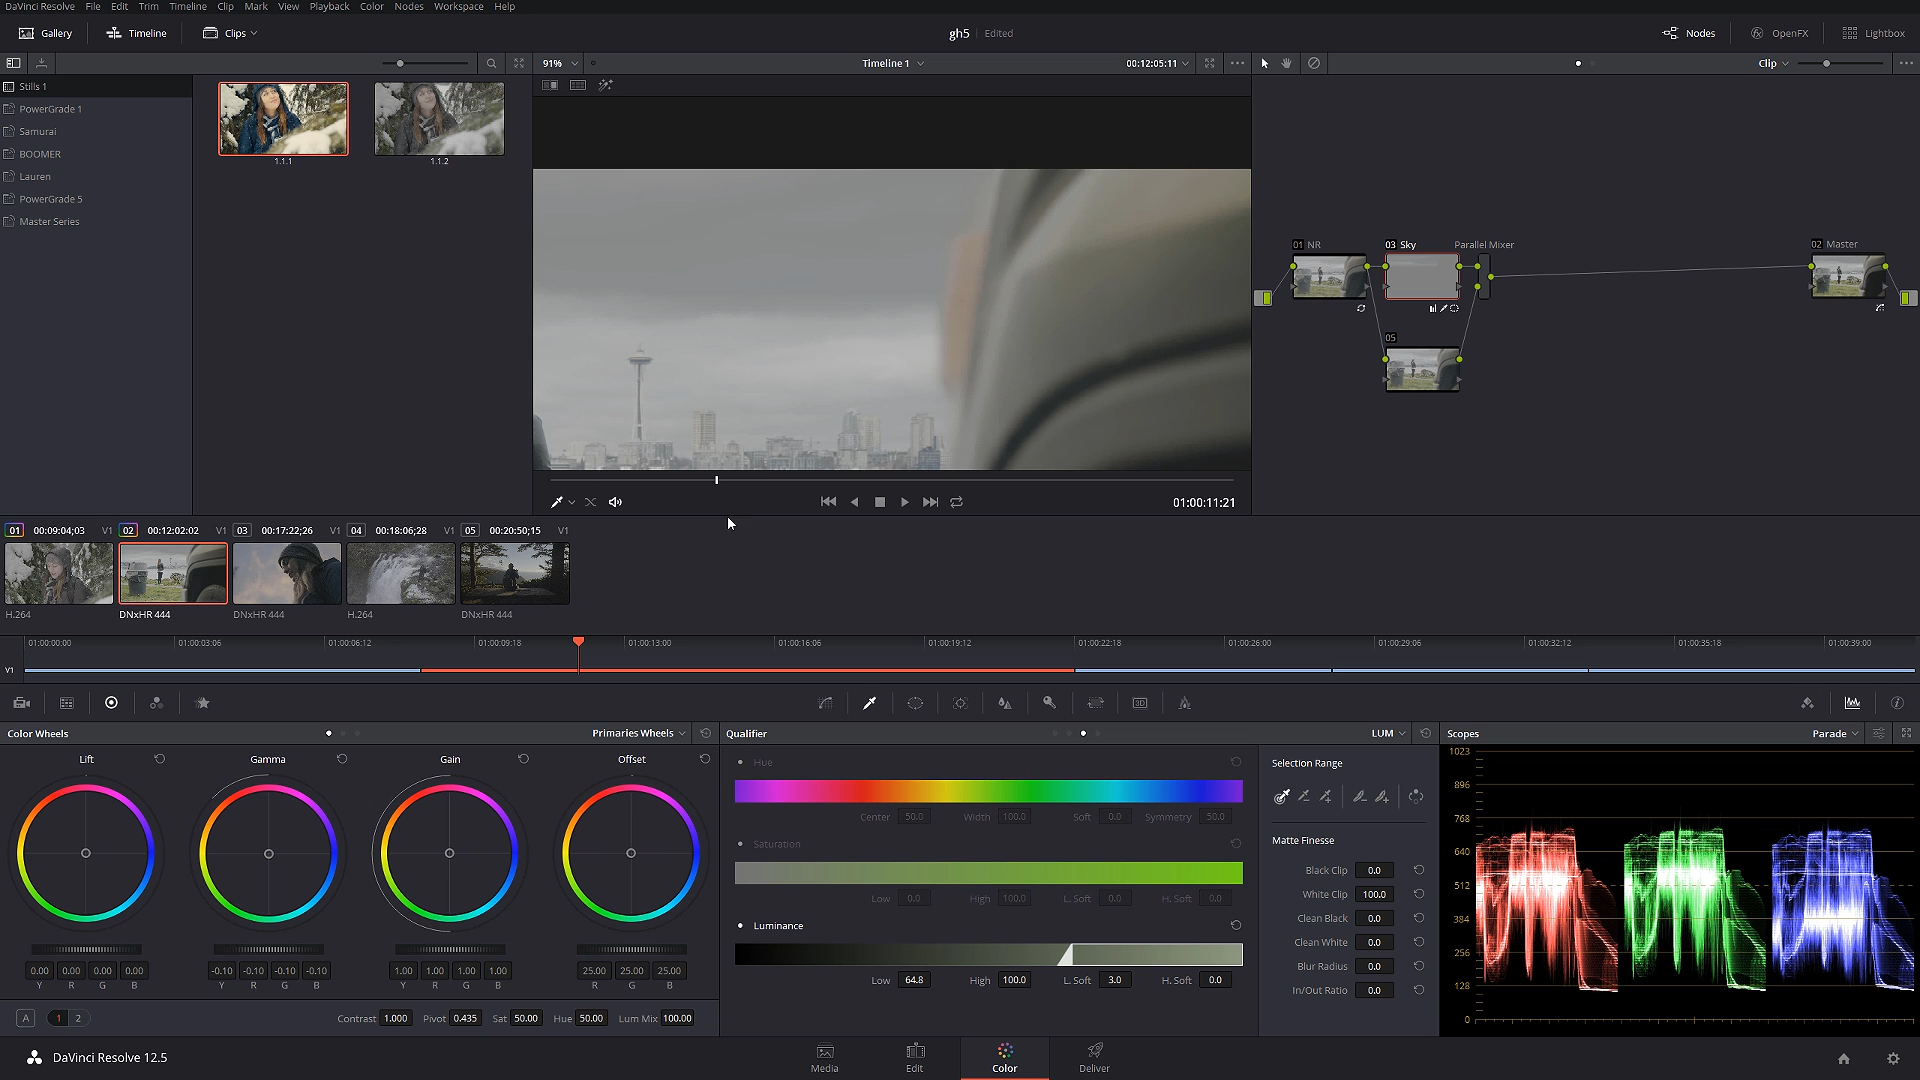 DaVinci Resolve File Edit Trim Timeline Clip Mark View Playback Color Nodes Workspace Help
Gallery Timeline Clips gh5 Edited Nodes OpenFX Lightbox
91% Timeline 1 00:12:05:11 Clip
Stills 1
PowerGrade 1
Samurai
BOOMER
Lauren
PowerGrade 5
Master Series
1.1.1 1.1.2
01 NR 03 Sky Parallel Mixer 02 Master
05
01:00:11:21
01 00:09:04;03 V1 02 00:12:02:02 V1 03 00:17:22;26 V1 04 00:18:06;28 V1 05 00:20:50;15 V1
H.264 DNxHR 444 DNxHR 444 H.264 DNxHR 444
01:00:00:00 01:00:03:06 01:00:06:12 01:00:09:18 01:00:13:00 01:00:16:06 01:00:19:12 01:00:22:18 01:00:26:00 01:00:29:06 01:00:32:12 01:00:35:18 01:00:39:00
V1
3D
Color Wheels Primaries Wheels Qualifier LUM Scopes Parade
Lift Gamma Gain Offset
Hue
Center 50.0 Width 100.0 Soft 0.0 Symmetry 50.0
Saturation
Low 0.0 High 100.0 L. Soft 0.0 H. Soft 0.0
Luminance
Low 64.8 High 100.0 L. Soft 3.0 H. Soft 0.0
Selection Range
Matte Finesse
Black Clip 0.0
White Clip 100.0
Clean Black 0.0
Clean White 0.0
Blur Radius 0.0
In/Out Ratio 0.0
1023
896
768
640
512
384
256
128
0
0.00 0.00 0.00 0.00 -0.10 -0.10 -0.10 -0.10 1.00 1.00 1.00 1.00 25.00 25.00 25.00
Y R G B Y R G B Y R G B R G B
A 1 2 Contrast 1.000 Pivot 0.435 Sat 50.00 Hue 50.00 Lum Mix 100.00
DaVinci Resolve 12.5 Media Edit Color Deliver